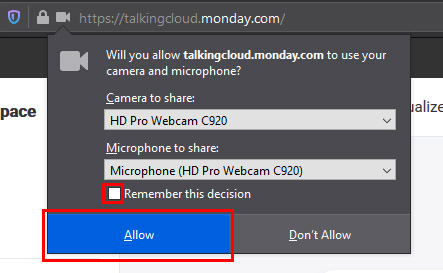 https://talkingcloud.monday.com/
Will you allow talkingcloud.monday.com to use your
camera and microphone?
Camera to share:
HD Pro Webcam C920
Microphone to share:
Microphone (HD Pro Webcam C920)
Remember this decision
Allow
Don't Allow
pace
ualize